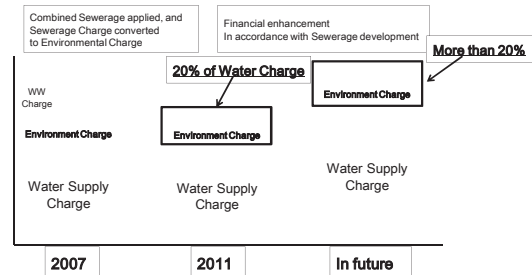 Combined Sewerage applied, and
Sewerage Charge converted
to Environmental Charge
Financial enhancement
In accordance with Sewerage development
More than 20%
20% of Water Charge
WW
Charge
Environment Charge
Environment Charge
Environment Charge
Water Supply
Charge
Water Supply
Charge
Water Supply
Charge
2007
2011
In future